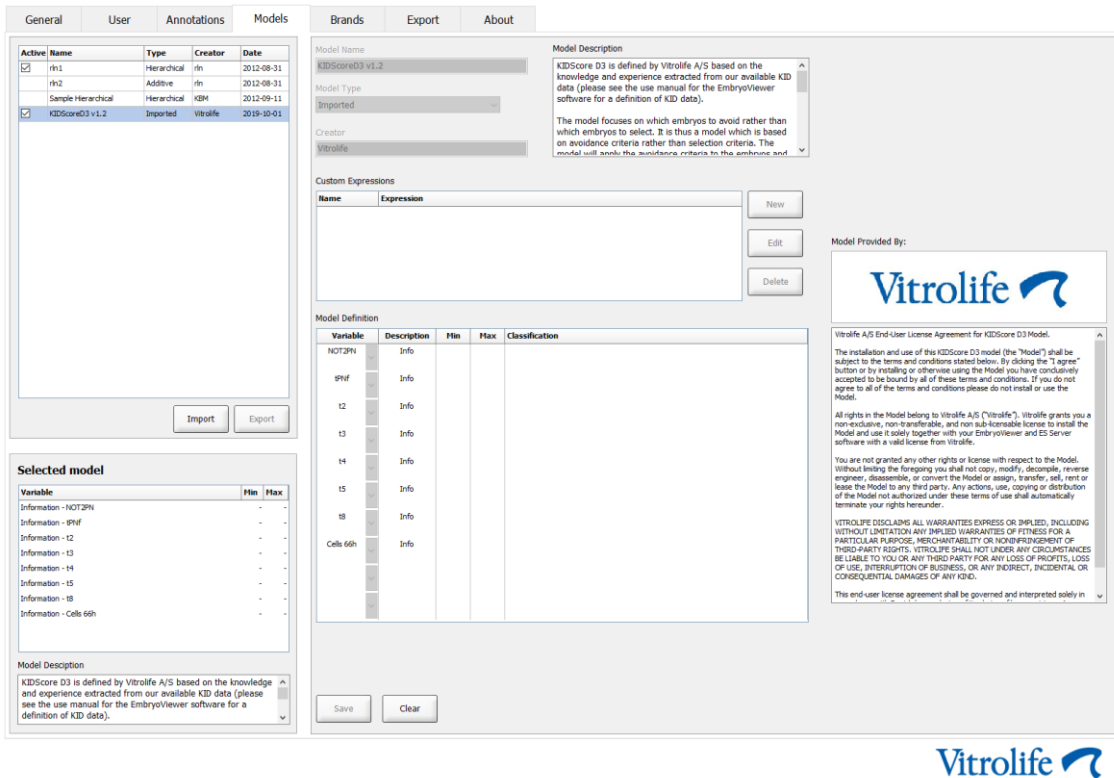 General User Annotations Models Brands Export About
Active Name Type Creator Date
rln1 Hierarchical rln 2012-08-31
rln2 Additive rln 2012-08-31
Sample Hierarchical Hierarchical KBM 2012-09-11
KIDScoreD3 v1.2 Imported Vitrolife 2019-10-01
Import Export
Selected model
Variable Min Max
Information - NOT2PN - -
Information - tPNf - -
Information - t2 - -
Information - t3 - -
Information - t4 - -
Information - t5 - -
Information - t8 - -
Information - Cells 66h - -
Model Desciption
KIDScore D3 is defined by Vitrolife A/S based on the knowledge
and experience extracted from our available KID data (please
see the use manual for the EmbryoViewer software for a
definition of KID data).
Model Name
KIDScoreD3 v1.2
Model Type
Imported
Creator
Vitrolife
Model Description
KIDScore D3 is defined by Vitrolife A/S based on the
knowledge and experience extracted from our available KID
data (please see the use manual for the EmbryoViewer
software for a definition of KID data).
The model focuses on which embryos to avoid rather than
which embryos to select. It is thus a model which is based
on avoidance criteria rather than selection criteria. The
model will apply the avoidance criteria to the embryos and
Custom Expressions
Name Expression
New
Edit
Delete
Model Definition
Variable Description Min Max Classification
NOT2PN Info
tPNf Info
t2 Info
t3 Info
t4 Info
t5 Info
t8 Info
Cells 66h Info
Save Clear
Model Provided By:
Vitrolife
Vitrolife A/S End-User License Agreement for KIDScore D3 Model.
The installation and use of this KIDScore D3 model (the "Model") shall be
subject to the terms and conditions stated below. By clicking the "I agree"
button or by installing or otherwise using the Model you have conclusively
accepted to be bound by all of these terms and conditions. If you do not
agree to all of the terms and conditions please do not install or use the
Model.
All rights in the Model belong to Vitrolife A/S ("Vitrolife"). Vitrolife grants you a
non-exclusive, non-transferable, and non sub-licensable license to install the
Model and use it solely together with your EmbryoViewer and ES Server
software with a valid license from Vitrolife.
You are not granted any other rights or license with respect to the Model.
Without limiting the foregoing you shall not copy, modify, decompile, reverse
engineer, disassemble, or convert the Model or assign, transfer, sell, rent or
lease the Model to any third party. Any actions, use, copying or distribution
of the Model not authorized under these terms of use shall automatically
terminate your rights hereunder.
VITROLIFE DISCLAIMS ALL WARRANTIES EXPRESS OR IMPLIED, INCLUDING
WITHOUT LIMITATION ANY IMPLIED WARRANTIES OF FITNESS FOR A
PARTICULAR PURPOSE, MERCHANTABILITY OR NONINFRINGEMENT OF
THIRD-PARTY RIGHTS. VITROLIFE SHALL NOT UNDER ANY CIRCUMSTANCES
BE LIABLE TO YOU OR ANY THIRD PARTY FOR ANY LOSS OF PROFITS, LOSS
OF USE, INTERRUPTION OF BUSINESS, OR ANY INDIRECT, INCIDENTAL OR
CONSEQUENTIAL DAMAGES OF ANY KIND.
This end-user license agreement shall be governed and interpreted solely in
Vitrolife